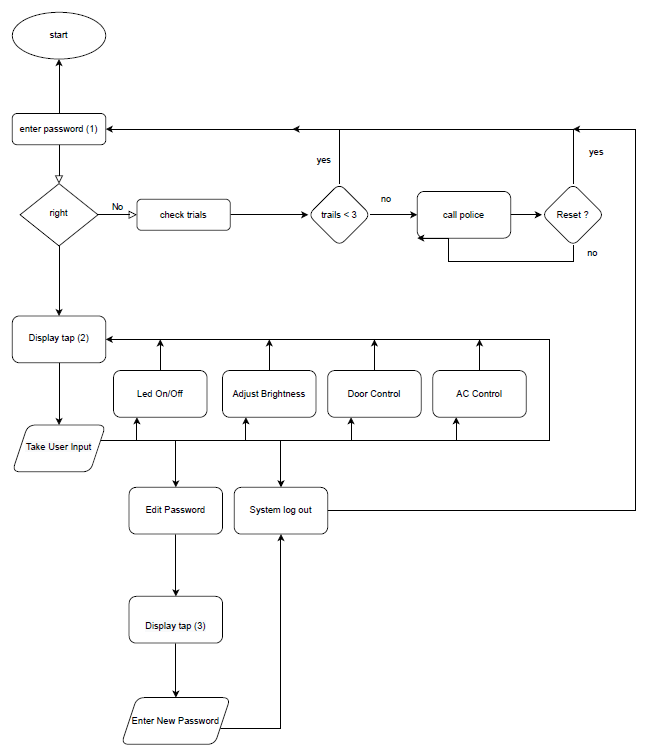 start
enter password (1)
yes
yes
right
No
check trials
trails < 3
no
call police
Reset ?
no
Display tap (2)
Led On/Off
Adjust Brightness
Door Control
AC Control
Take User Input
Edit Password
System log out
Display tap (3)
Enter New Password